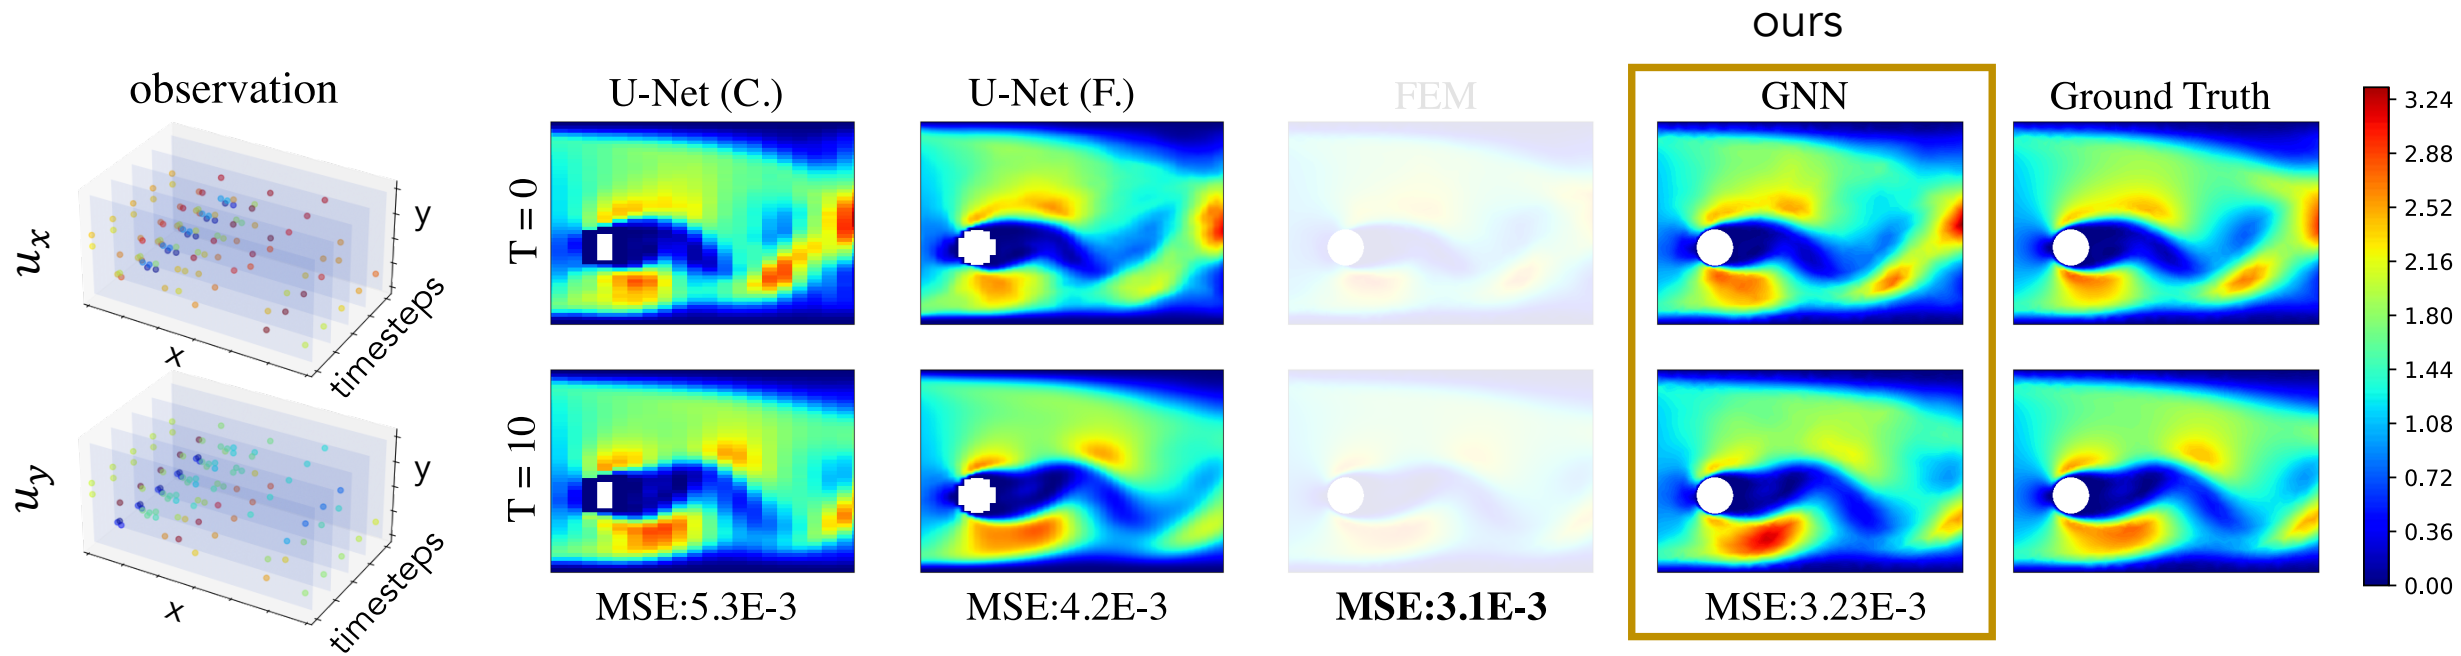 ours
observation
U-Net (C.)
U-Net (F.)
FEM
GNN
Ground Truth
u_x
y
x
timesteps
T = 0
u_y
y
x
timesteps
T = 10
MSE:5.3E-3
MSE:4.2E-3
MSE:3.1E-3
MSE:3.23E-3
3.24
2.88
2.52
2.16
1.80
1.44
1.08
0.72
0.36
0.00